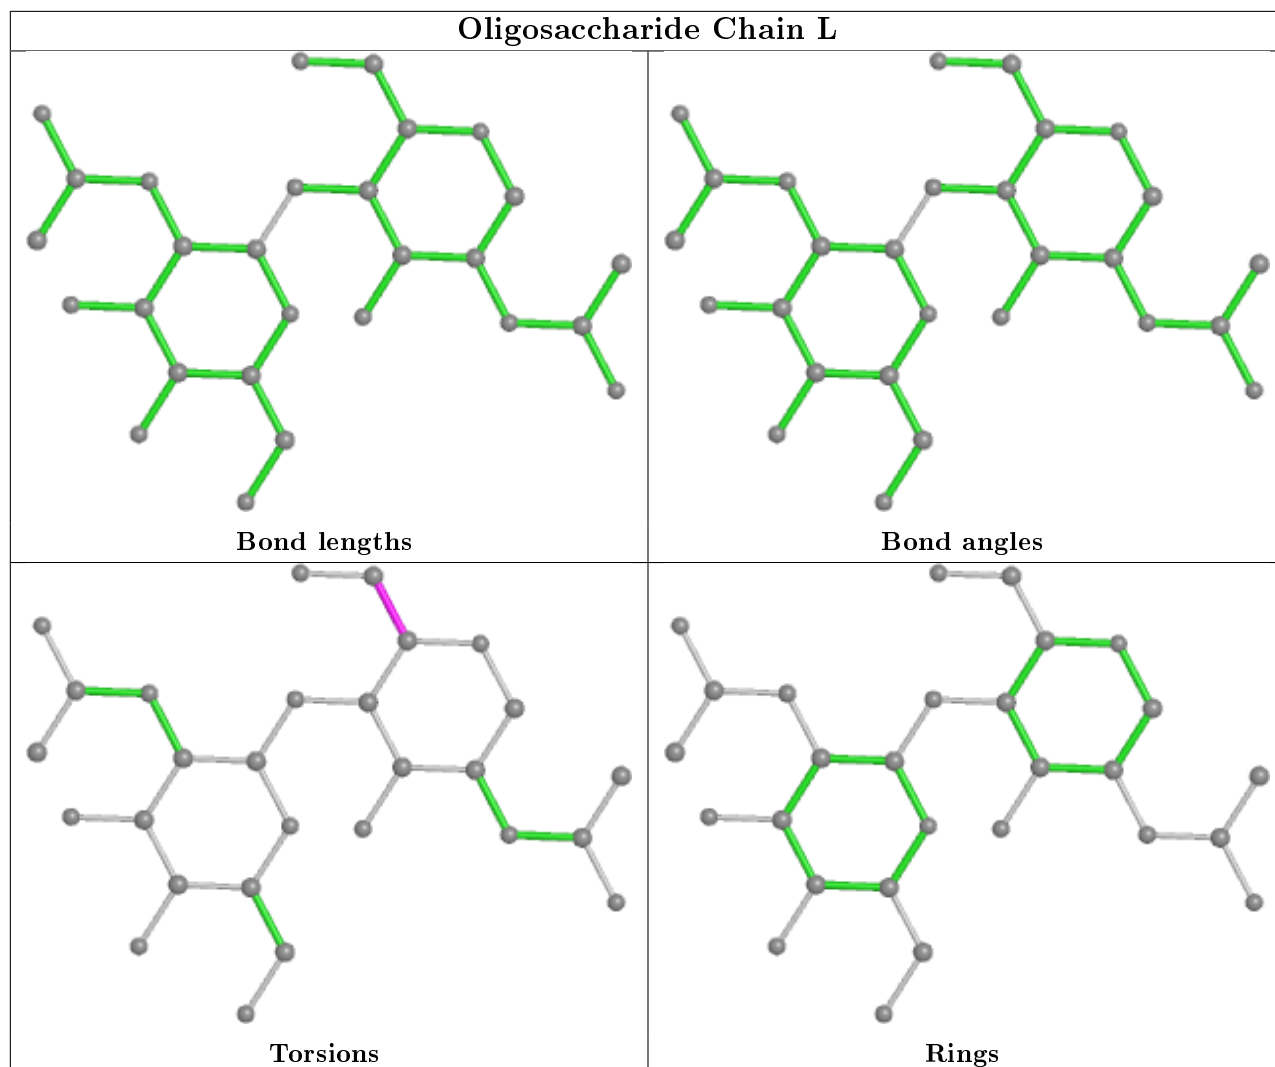 Oligosaccharide Chain L
Bond lengths
Bond angles
Torsions
Rings